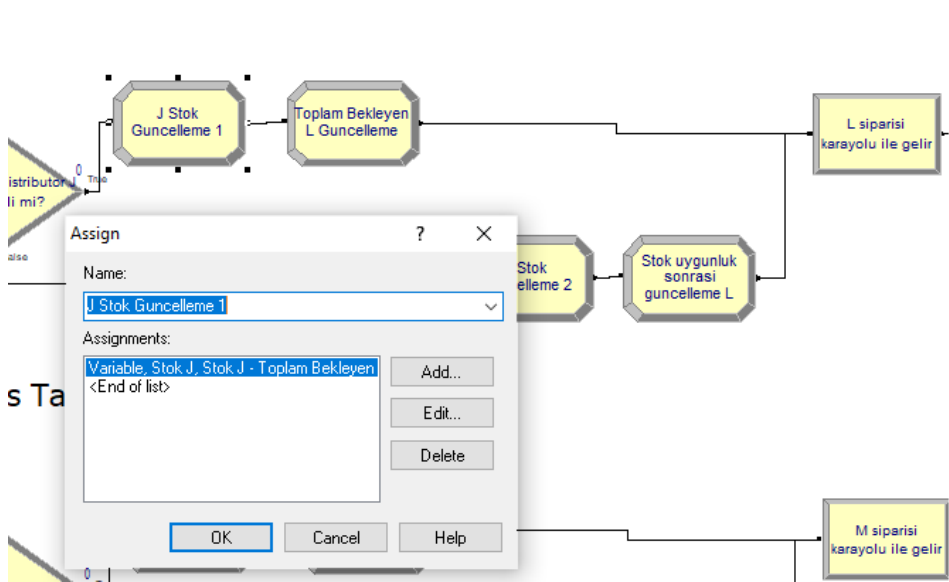 J Stok
Guncelleme 1
Toplam Bekleyen
L Guncelleme
L siparisi
karayolu ile gelir
0
True
istributor J
li mi?
alse
Assign
?
Name:
J Stok Guncelleme 1
Assignments:
Variable, Stok J, Stok J - Toplam Bekleyen
<End of list>
Add...
Edit...
Delete
OK
Cancel
Help
Stok
elleme 2
Stok uygunluk
sonrasi
guncelleme L
s Ta
M siparisi
karayolu ile gelir
0